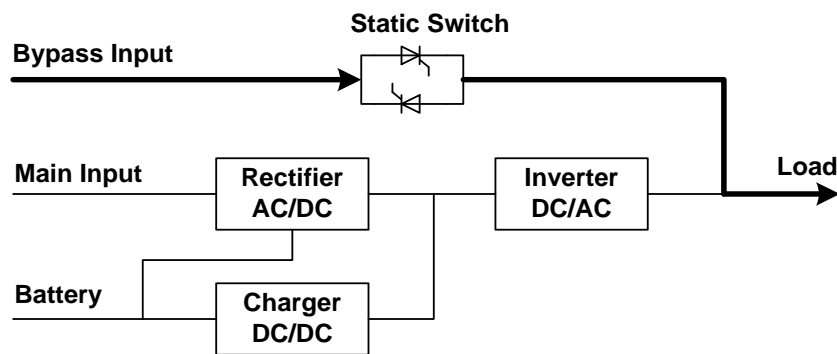 Static Switch
Bypass Input
Main Input
Rectifier
AC/DC
Inverter
DC/AC
Load
Battery
Charger
DC/DC